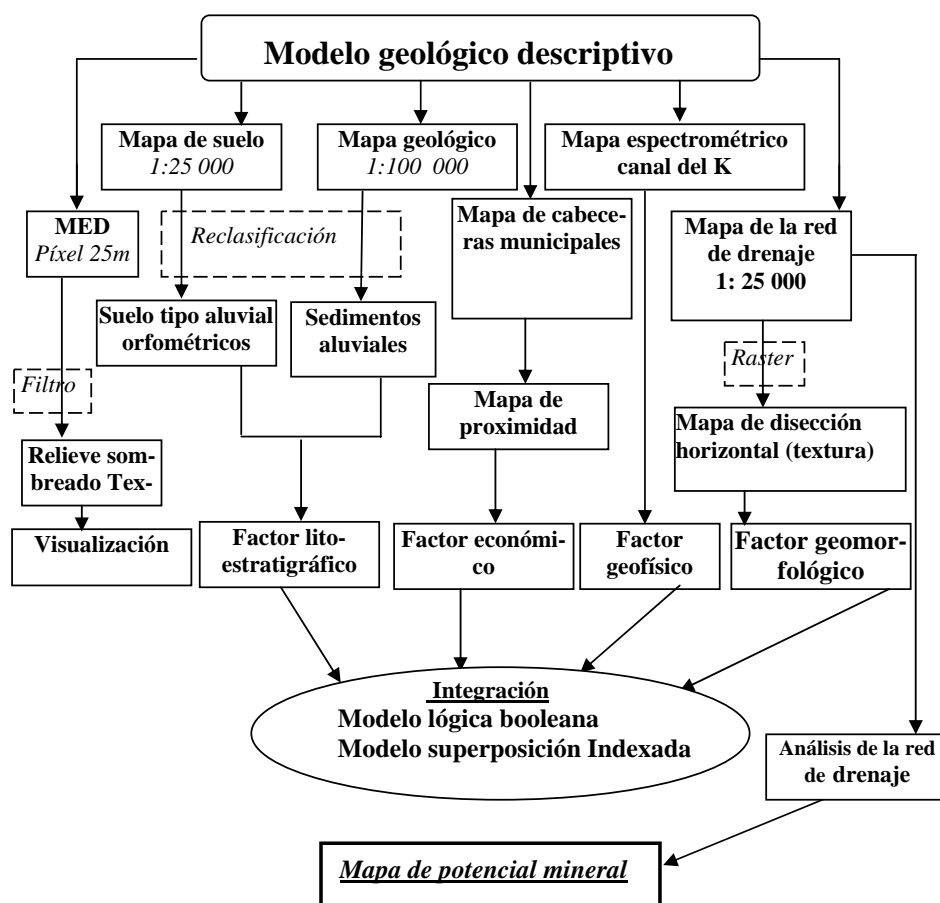 Modelo geológico descriptivo
Mapa de suelo
1:25 000
Mapa geológico
1:100 000
Mapa espectrométrico
canal del K
MED
Píxel 25m
Reclasificación
Mapa de cabece-
ras municipales
Mapa de la red
de drenaje
1: 25 000
Suelo tipo aluvial
orfométricos
Sedimentos
aluviales
Filtro
Raster
Mapa de
proximidad
Mapa de disección
horizontal (textura)
Relieve som-
breado Tex-
Visualización
Factor lito-
estratigráfico
Factor económi-
co
Factor
geofísico
Factor geomor-
fológico
Integración
Modelo lógica booleana
Modelo superposición Indexada
Análisis de la red
de drenaje
Mapa de potencial mineral